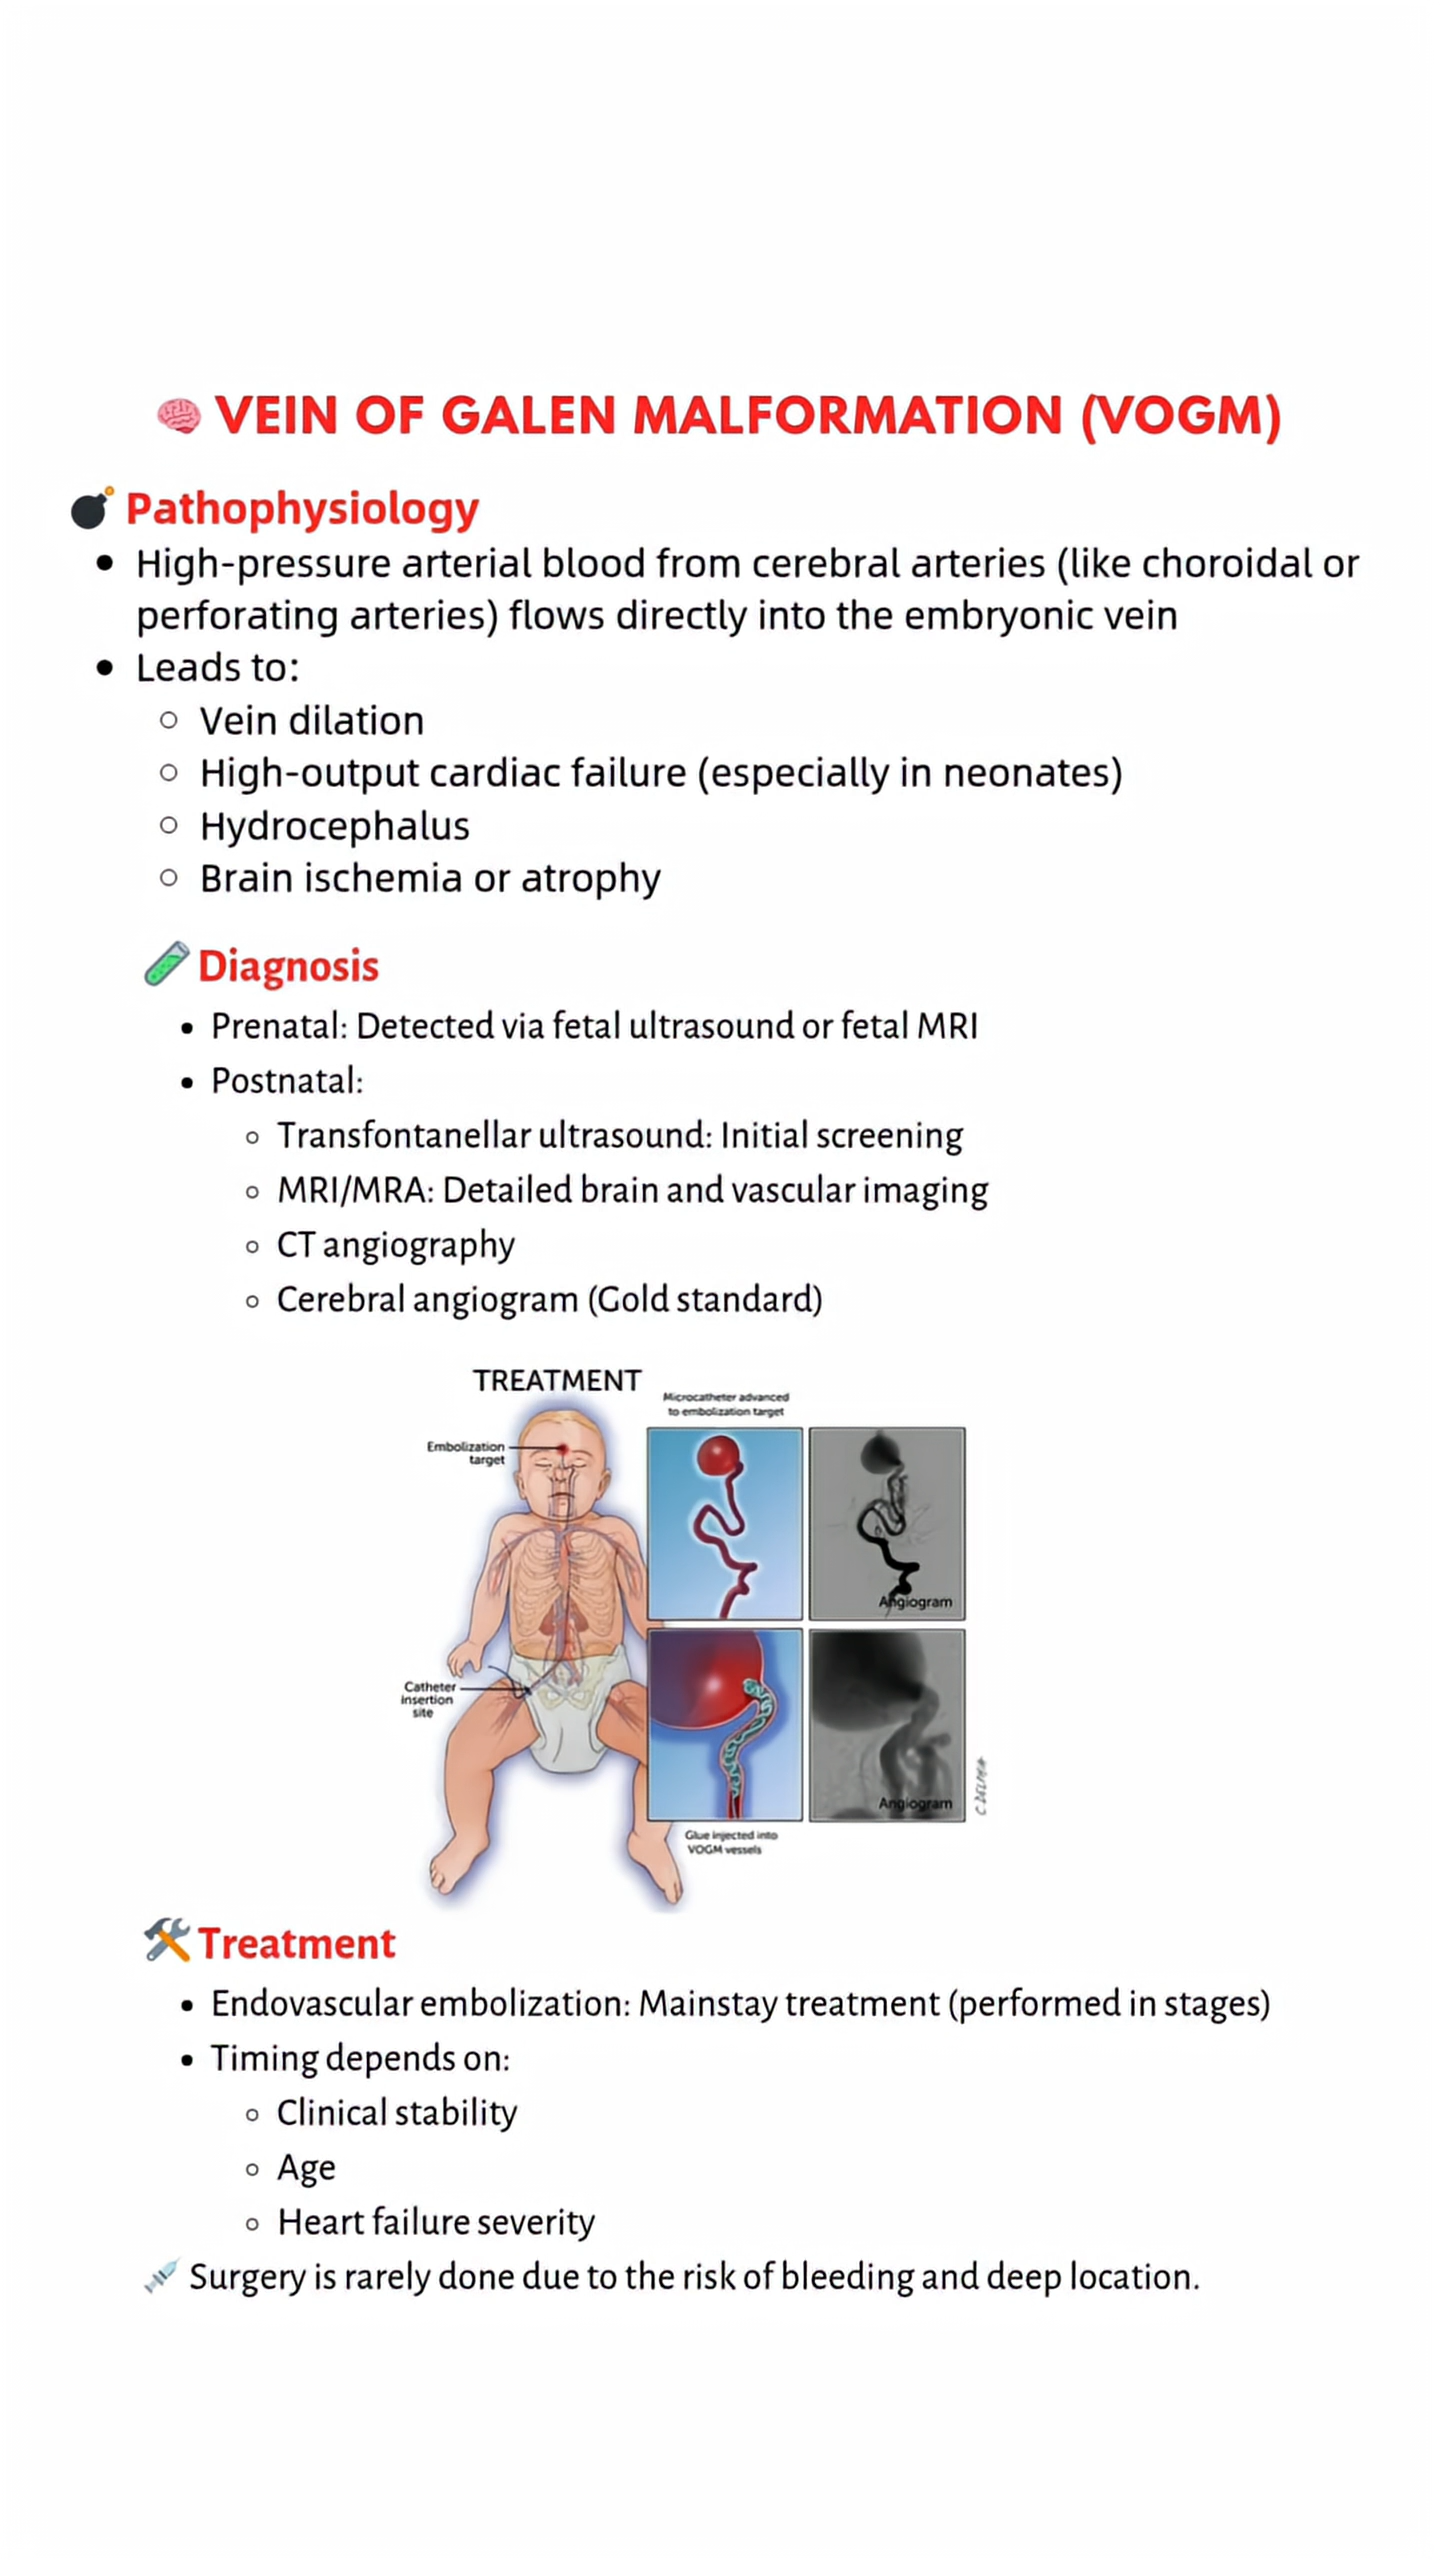 🧠 VEIN OF GALEN MALFORMATION (VOGM)
💣 Pathophysiology
• High-pressure arterial blood from cerebral arteries (like choroidal or
perforating arteries) flows directly into the embryonic vein
• Leads to:
○ Vein dilation
○ High-output cardiac failure (especially in neonates)
○ Hydrocephalus
○ Brain ischemia or atrophy
🧪 Diagnosis
• Prenatal: Detected via fetal ultrasound or fetal MRI
• Postnatal:
○ Transfontanellar ultrasound: Initial screening
○ MRI/MRA: Detailed brain and vascular imaging
○ CT angiography
○ Cerebral angiogram (Gold standard)
TREATMENT
Microcatheter advanced
to embolization target
Embolization
target
Angiogram
Catheter
insertion
site
Angiogram
Glue injected into
VOGM vessels
🛠 Treatment
• Endovascular embolization: Mainstay treatment (performed in stages)
• Timing depends on:
○ Clinical stability
○ Age
○ Heart failure severity
💉 Surgery is rarely done due to the risk of bleeding and deep location.